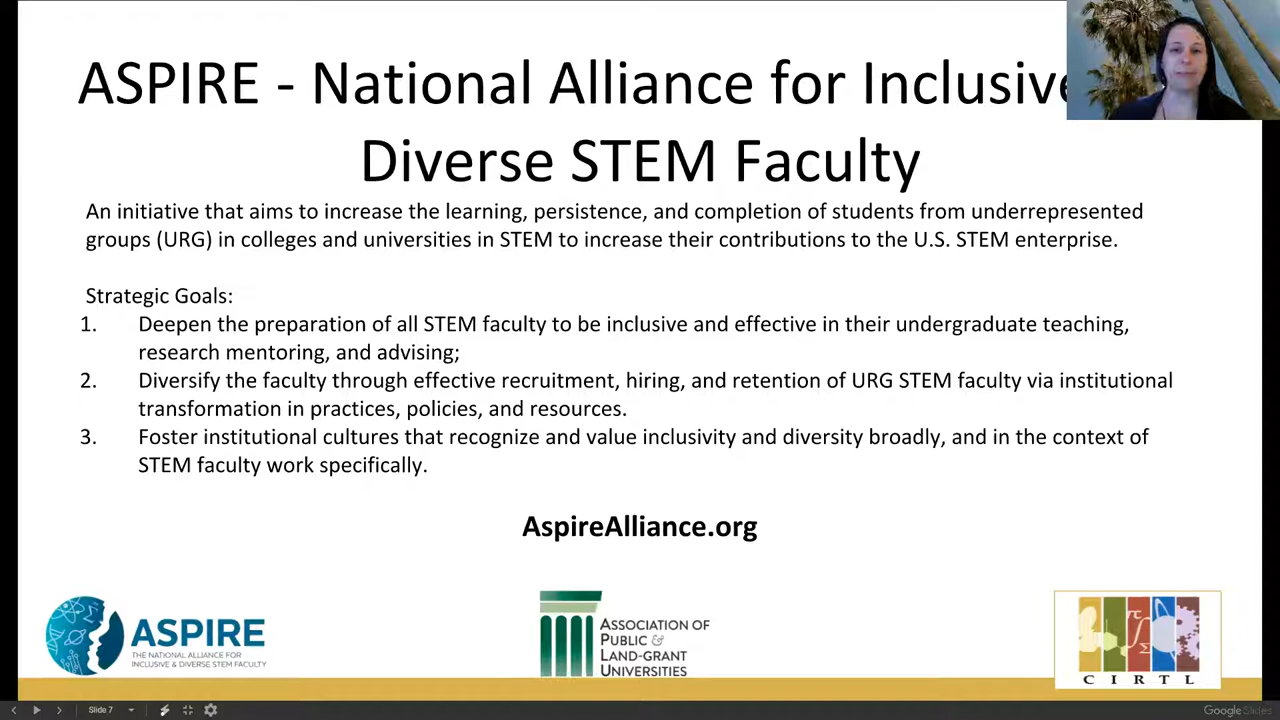 ASPIRE - National Alliance for Inclusive
Diverse STEM Faculty
An initiative that aims to increase the learning, persistence, and completion of students from underrepresented
groups (URG) in colleges and universities in STEM to increase their contributions to the U.S. STEM enterprise.
Strategic Goals:
1. Deepen the preparation of all STEM faculty to be inclusive and effective in their undergraduate teaching,
research mentoring, and advising;
2. Diversify the faculty through effective recruitment, hiring, and retention of URG STEM faculty via institutional
transformation in practices, policies, and resources.
3. Foster institutional cultures that recognize and value inclusivity and diversity broadly, and in the context of
STEM faculty work specifically.
AspireAlliance.org
ASPIRE
THE NATIONAL ALLIANCE FOR
INCLUSIVE & DIVERSE STEM FACULTY
ASSOCIATION OF
PUBLIC &
LAND-GRANT
UNIVERSITIES
π
Σ
CIRTL
Slide 7
Google Slides